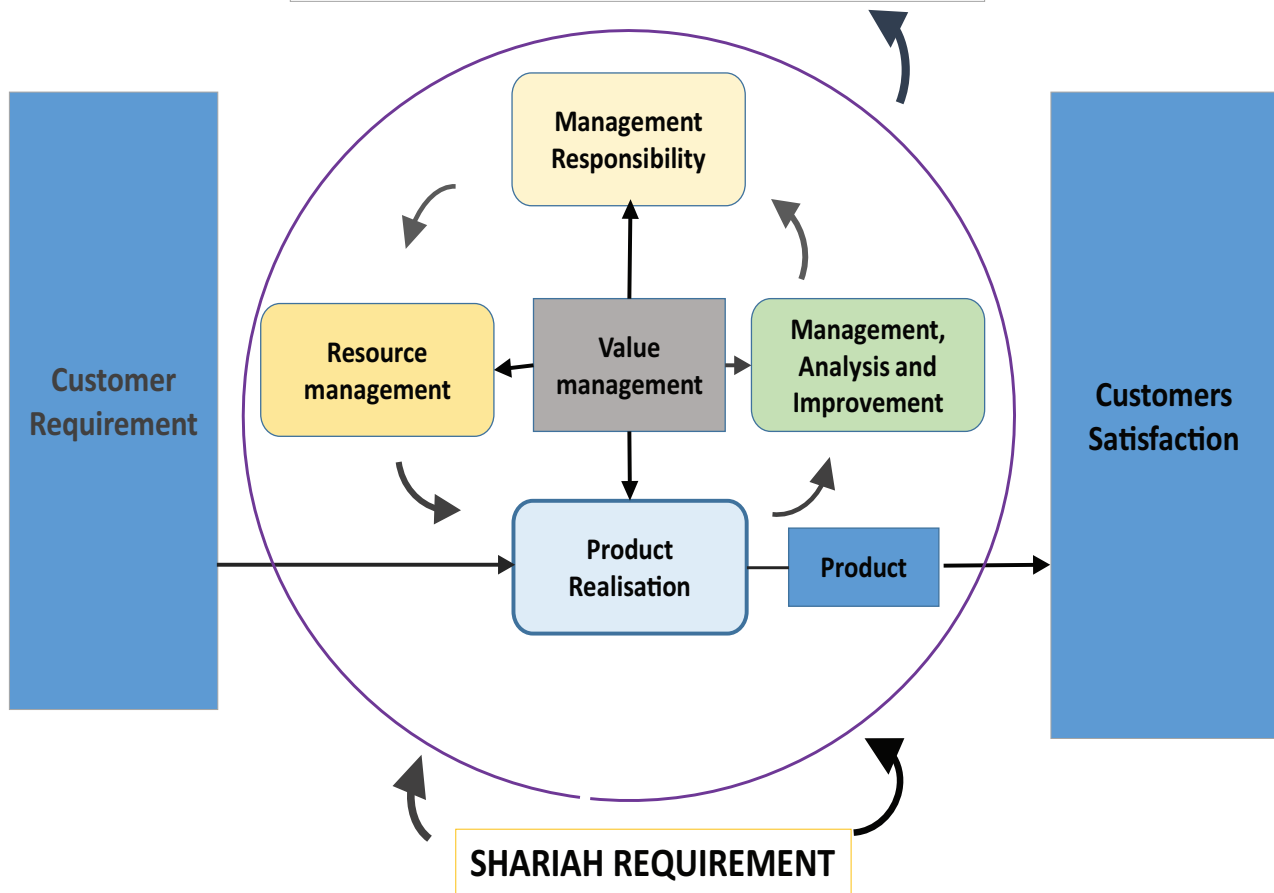 Management
Responsibility
Resource
management
Value
management
Management,
Analysis and
Improvement
Customer
Requirement
Customers
Satisfaction
Product
Realisation
Product
SHARIAH REQUIREMENT